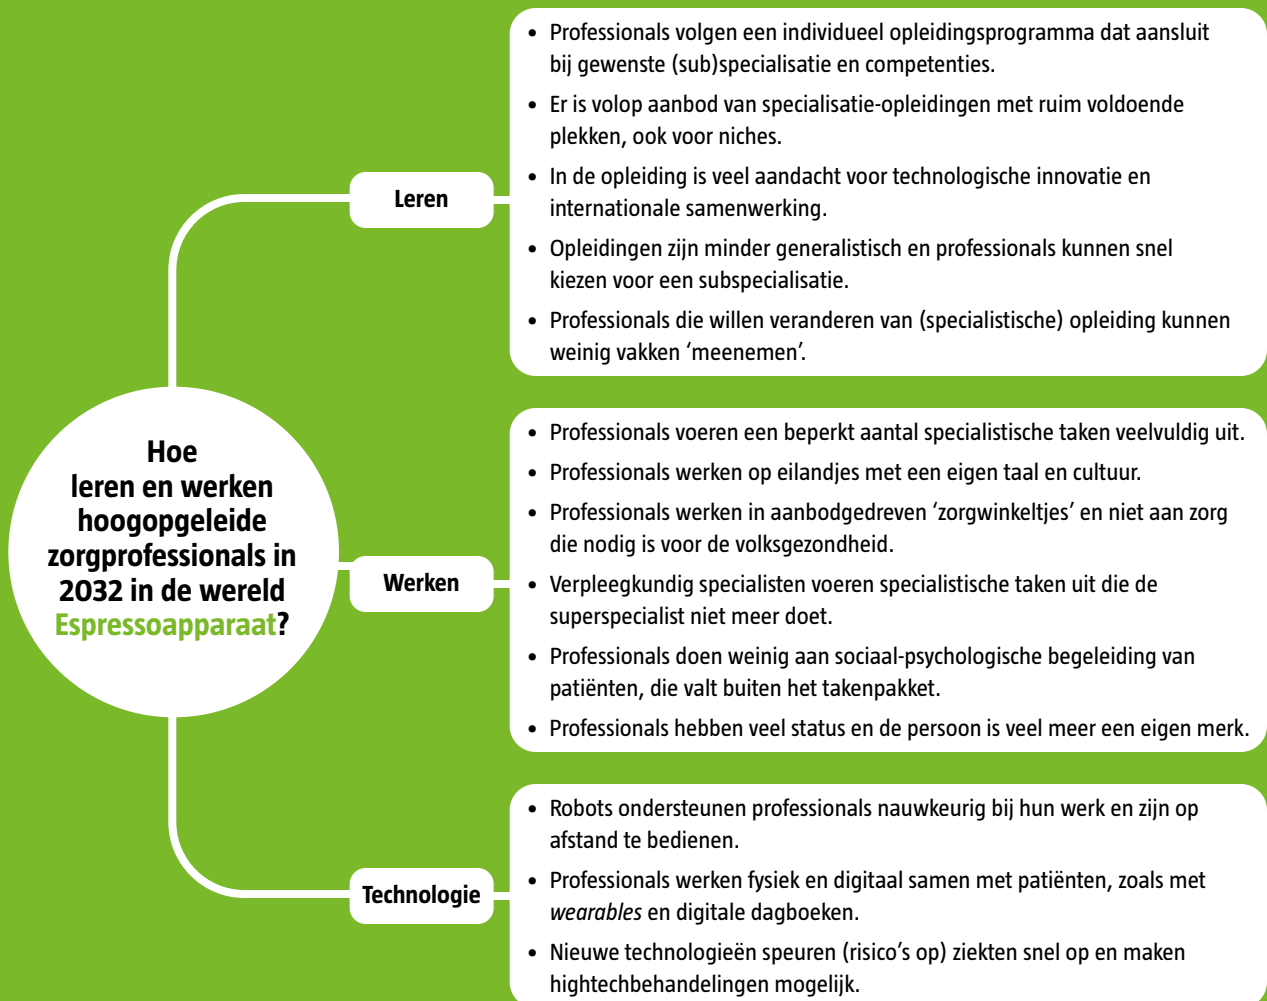 Hoe
leren en werken
hoogopgeleide
zorgprofessionals in
2032 in de wereld
Espressoapparaat?
Leren
• Professionals volgen een individueel opleidingsprogramma dat aansluit
bij gewenste (sub)specialisatie en competenties.
• Er is volop aanbod van specialisatie-opleidingen met ruim voldoende
plekken, ook voor niches.
• In de opleiding is veel aandacht voor technologische innovatie en
internationale samenwerking.
• Opleidingen zijn minder generalistisch en professionals kunnen snel
kiezen voor een subspecialisatie.
• Professionals die willen veranderen van (specialistische) opleiding kunnen
weinig vakken ‘meenemen’.
Werken
• Professionals voeren een beperkt aantal specialistische taken veelvuldig uit.
• Professionals werken op eilandjes met een eigen taal en cultuur.
• Professionals werken in aanbodgedreven ‘zorgwinkeltjes’ en niet aan zorg
die nodig is voor de volksgezondheid.
• Verpleegkundig specialisten voeren specialistische taken uit die de
superspecialist niet meer doet.
• Professionals doen weinig aan sociaal-psychologische begeleiding van
patiënten, die valt buiten het takenpakket.
• Professionals hebben veel status en de persoon is veel meer een eigen merk.
Technologie
• Robots ondersteunen professionals nauwkeurig bij hun werk en zijn op
afstand te bedienen.
• Professionals werken fysiek en digitaal samen met patiënten, zoals met
wearables en digitale dagboeken.
• Nieuwe technologieën speuren (risico’s op) ziekten snel op en maken
hightechbehandelingen mogelijk.